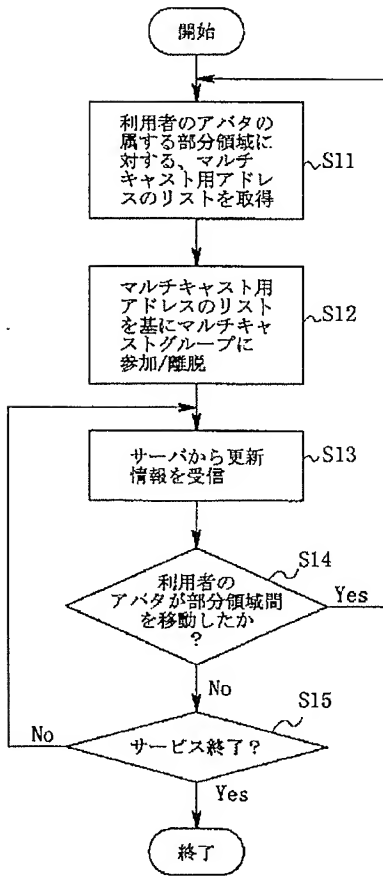 開始
利用者のアバタの
属する部分領域に
対する、マルチ
キャスト用アドレ
スのリストを取得
S11
マルチキャスト用
アドレスのリスト
を基にマルチキャ
ストグループに
参加/離脱
S12
サーバから更新
情報を受信
S13
S14
利用者の
アバタが部分領域間
を移動したか
?
Yes
No
S15
サービス終了?
No
Yes
終了